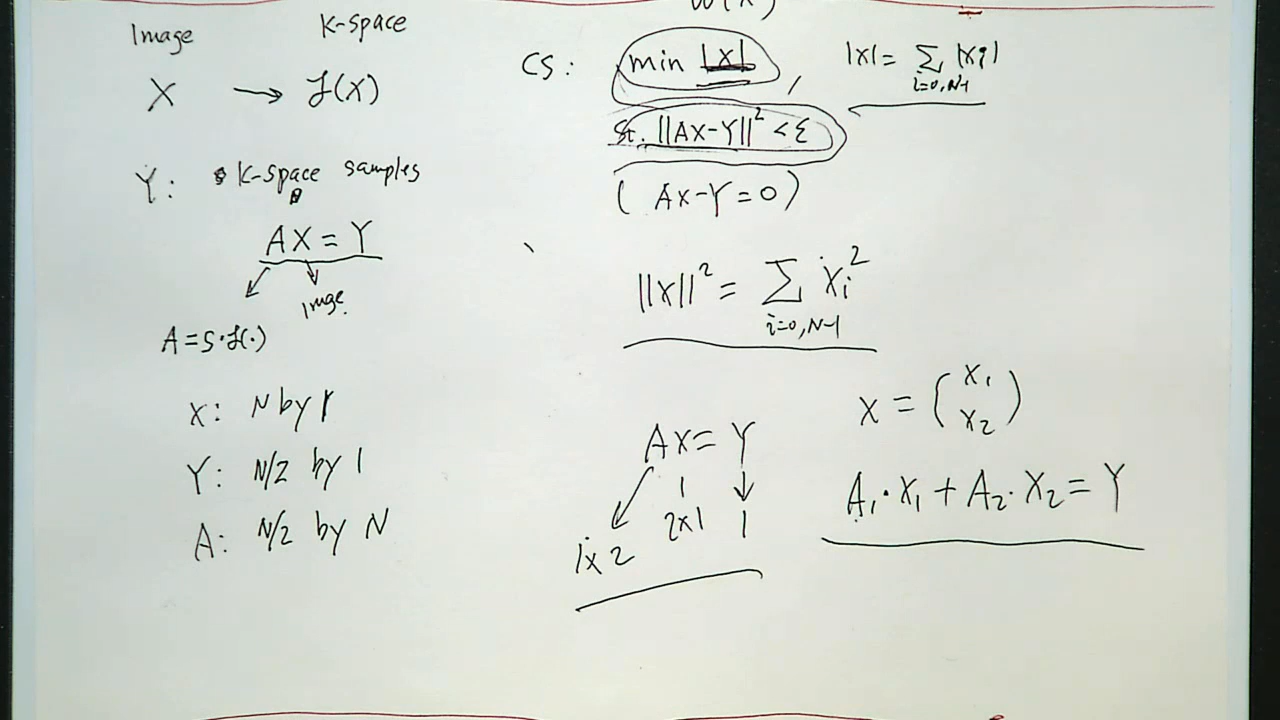 Image K-space
X → F(X)
Y: K-space samples
AX = Y
Image
A = S·F(·)
X: N by 1
Y: N/2 by 1
A: N/2 by N
CS: min |X| , |X| = Σ |Xi|
i=0,N-1
St. ||AX-Y||² < ε
( AX-Y=0 )
||X||² = Σ Xi²
i=0,N-1
AX = Y
1x2 2x1 1
X = (X1 X2)
A1·X1 + A2·X2 = Y